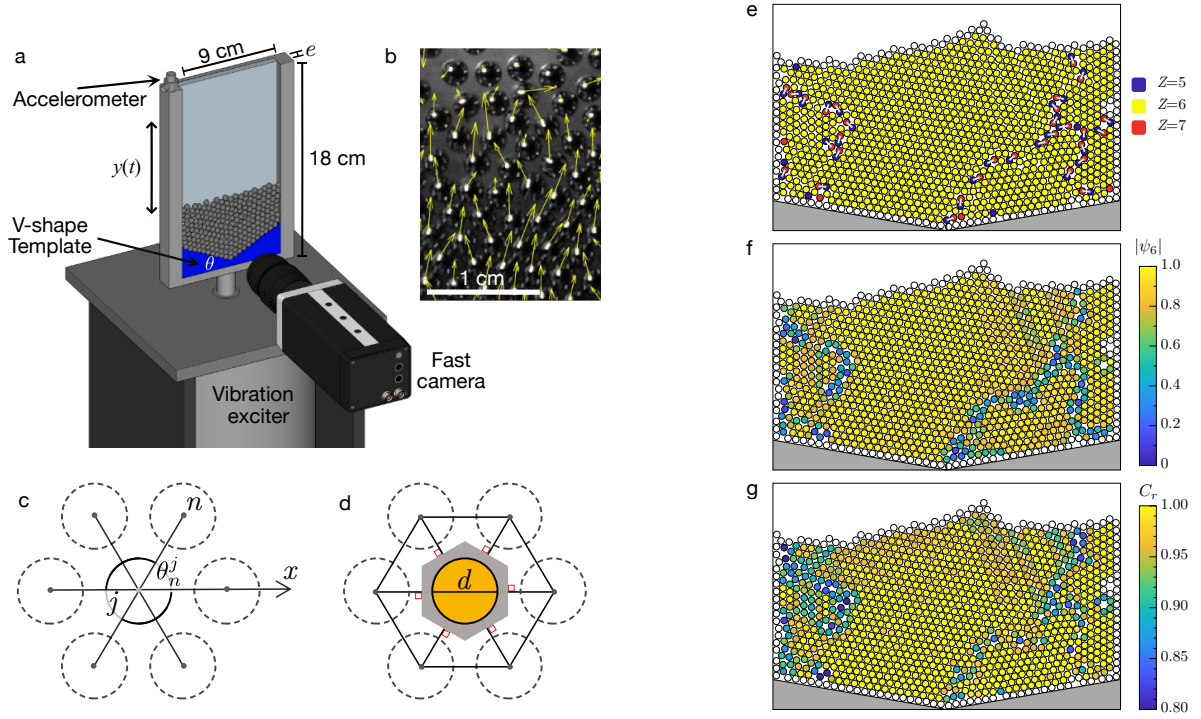 a
9 cm
e
Accelerometer
y(t)
18 cm
V-shape
Template
θ
Fast
camera
Vibration
exciter
b
1 cm
c
n
θ_n^j
x
j
d
d
e
Z=5
Z=6
Z=7
f
|ψ₆|
1.0
0.8
0.6
0.4
0.2
0
g
C_r
1.00
0.95
0.90
0.85
0.80